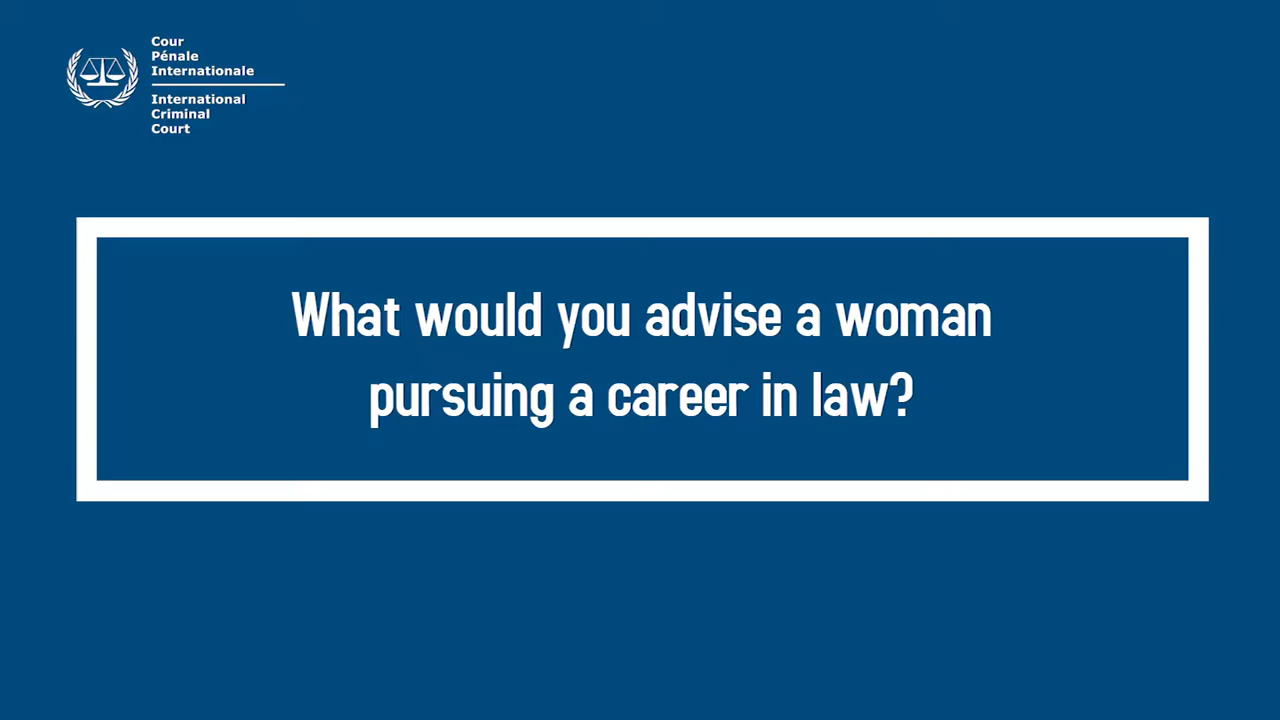 Cour
Pénale
Internationale
International
Criminal
Court
What would you advise a woman
pursuing a career in law?